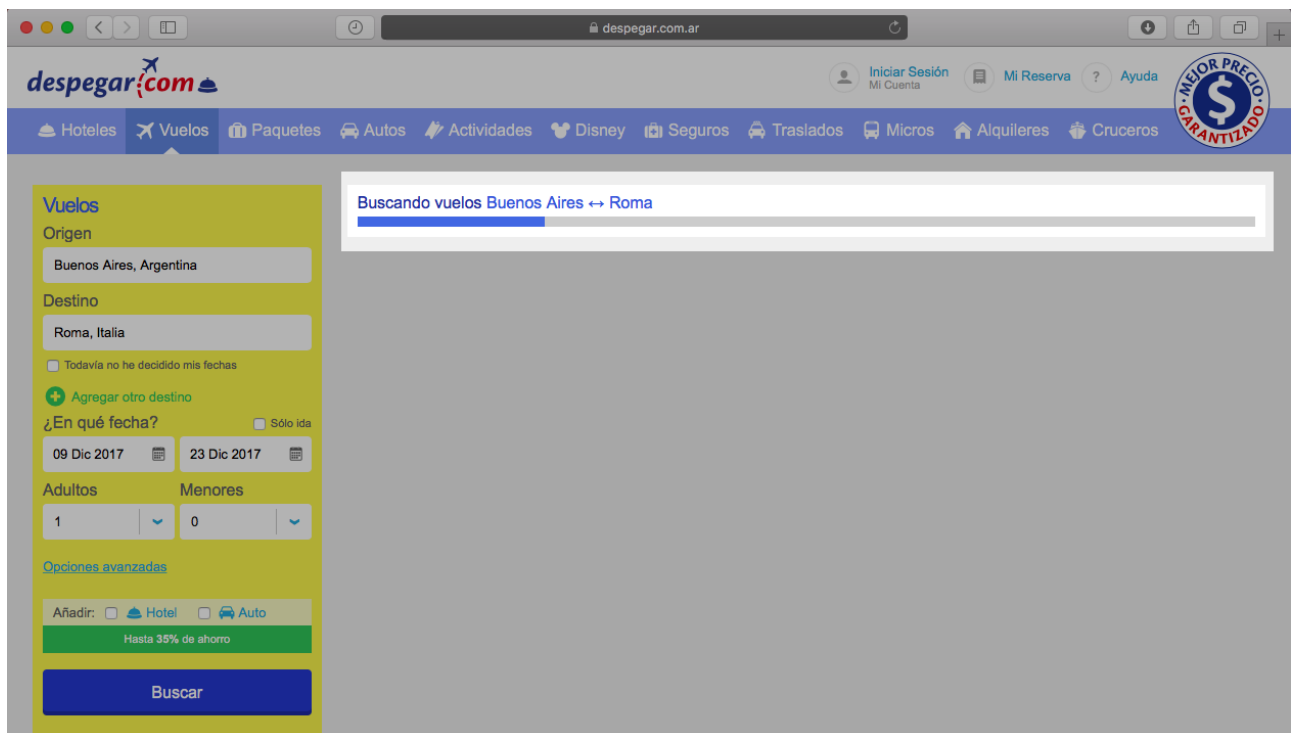 despegar.com.ar
despegar.com
Iniciar Sesión
Mi Cuenta
Mi Reserva
?
Ayuda
MEJOR PRECIO
$
GARANTIZADO
Hoteles Vuelos Paquetes Autos Actividades Disney Seguros Traslados Micros Alquileres Cruceros
Vuelos
Origen
Buenos Aires, Argentina
Destino
Roma, Italia
Todavía no he decidido mis fechas
Agregar otro destino
¿En qué fecha? Sólo ida
09 Dic 2017 23 Dic 2017
Adultos Menores
1 0
Opciones avanzadas
Añadir: Hotel Auto
Hasta 35% de ahorro
Buscar
Buscando vuelos Buenos Aires ↔ Roma